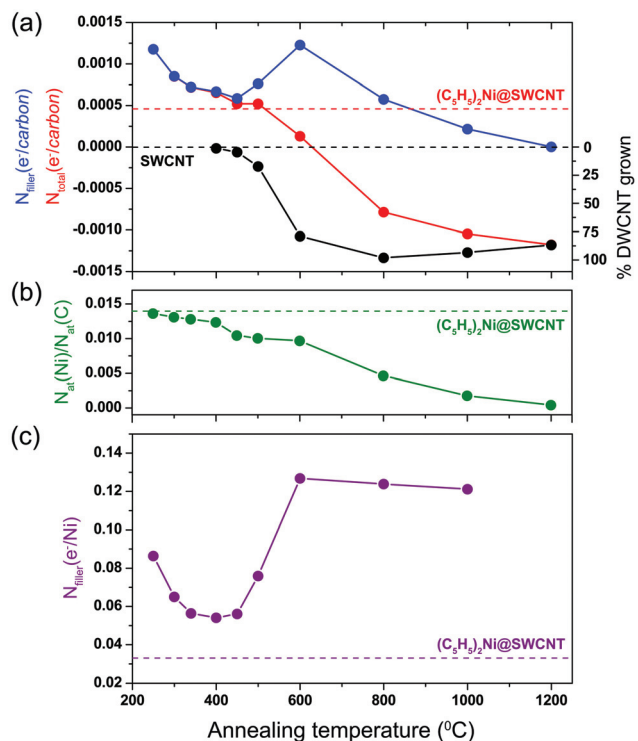 (a)
0.0015
0.0010
0.0005
0.0000
-0.0005
-0.0010
-0.0015
N_filler(e⁻/carbon)
N_total(e⁻/carbon)
(C₅H₅)₂Ni@SWCNT
SWCNT
0
25
50
75
100
% DWCNT grown
(b)
0.015
0.010
0.005
0.000
N_at(Ni)/N_at(C)
(C₅H₅)₂Ni@SWCNT
(c)
0.14
0.12
0.10
0.08
0.06
0.04
0.02
N_filler(e⁻/Ni)
(C₅H₅)₂Ni@SWCNT
200 400 600 800 1000 1200
Annealing temperature (⁰C)